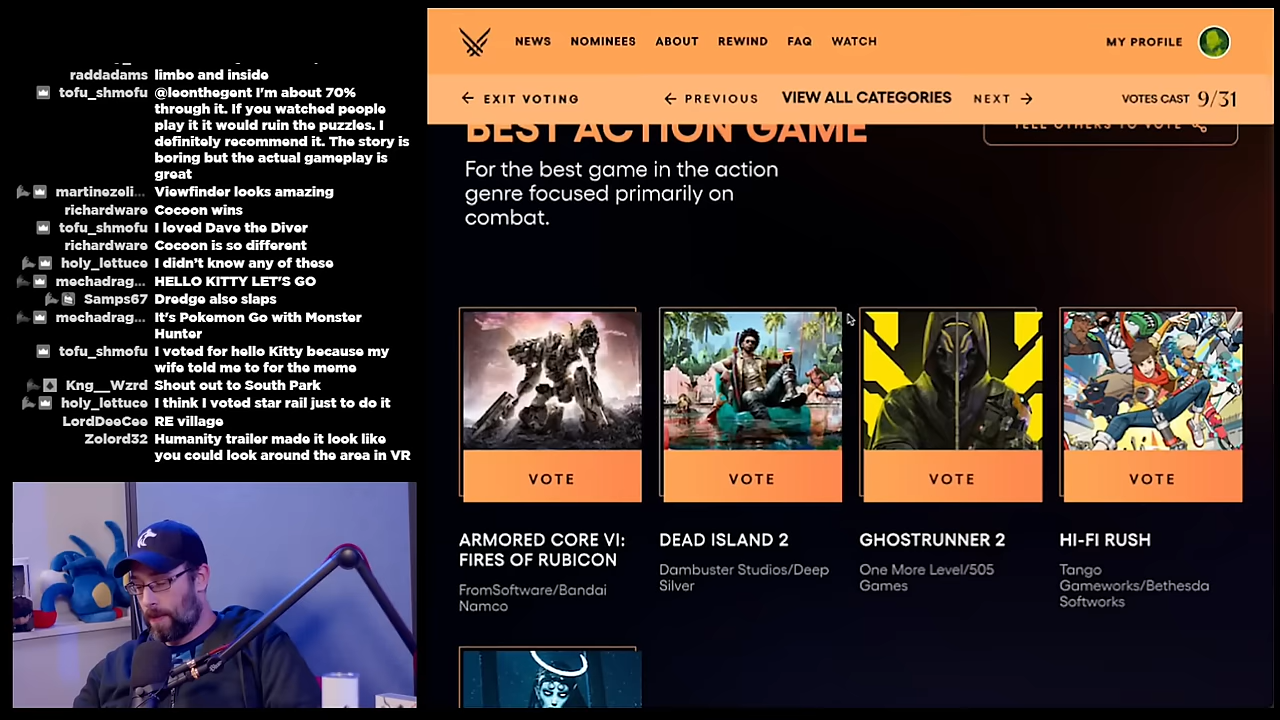 raddadams limbo and inside
tofu_shmofu @leonthegent I'm about 70%
through it. If you watched people
play it it would ruin the puzzles. I
definitely recommend it. The story is
boring but the actual gameplay is
great
martinezeli... Viewfinder looks amazing
richardware Cocoon wins
tofu_shmofu I loved Dave the Diver
richardware Cocoon is so different
holy_lettuce I didn't know any of these
mechadrag... HELLO KITTY LET'S GO
Samps67 Dredge also slaps
mechadrag... It's Pokemon Go with Monster
Hunter
tofu_shmofu I voted for hello Kitty because my
wife told me to for the meme
Kng__Wzrd Shout out to South Park
holy_lettuce I think I voted star rail just to do it
LordDeeCee RE village
Zolord32 Humanity trailer made it look like
you could look around the area in VR
NEWS NOMINEES ABOUT REWIND FAQ WATCH MY PROFILE
← EXIT VOTING ← PREVIOUS VIEW ALL CATEGORIES NEXT → VOTES CAST 9/31
BEST ACTION GAME TELL OTHERS TO VOTE
For the best game in the action
genre focused primarily on
combat.
VOTE VOTE VOTE VOTE
ARMORED CORE VI:
FIRES OF RUBICON
FromSoftware/Bandai
Namco
DEAD ISLAND 2
Dambuster Studios/Deep
Silver
GHOSTRUNNER 2
One More Level/505
Games
HI-FI RUSH
Tango
Gameworks/Bethesda
Softworks